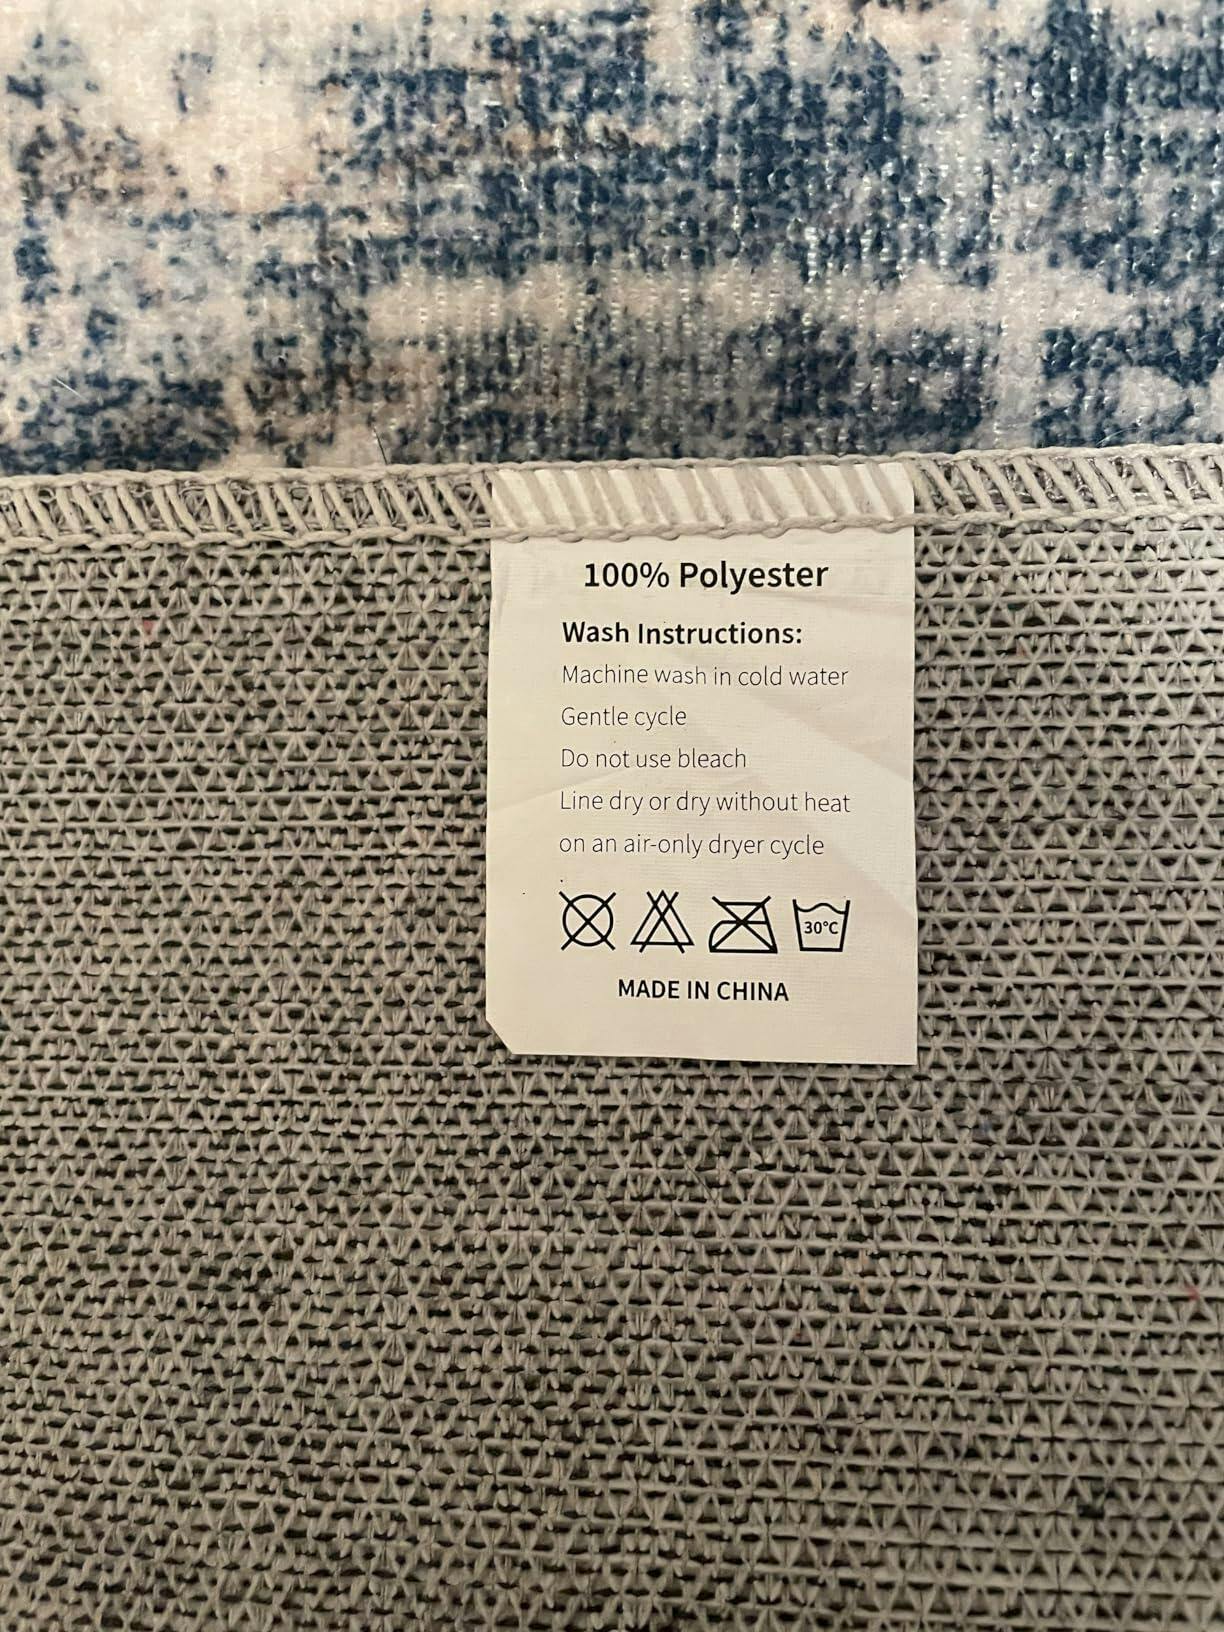 100% Polyester
Wash Instructions:
Machine wash in cold water
Gentle cycle
Do not use bleach
Line dry or dry without heat
on an air-only dryer cycle
30°C
MADE IN CHINA